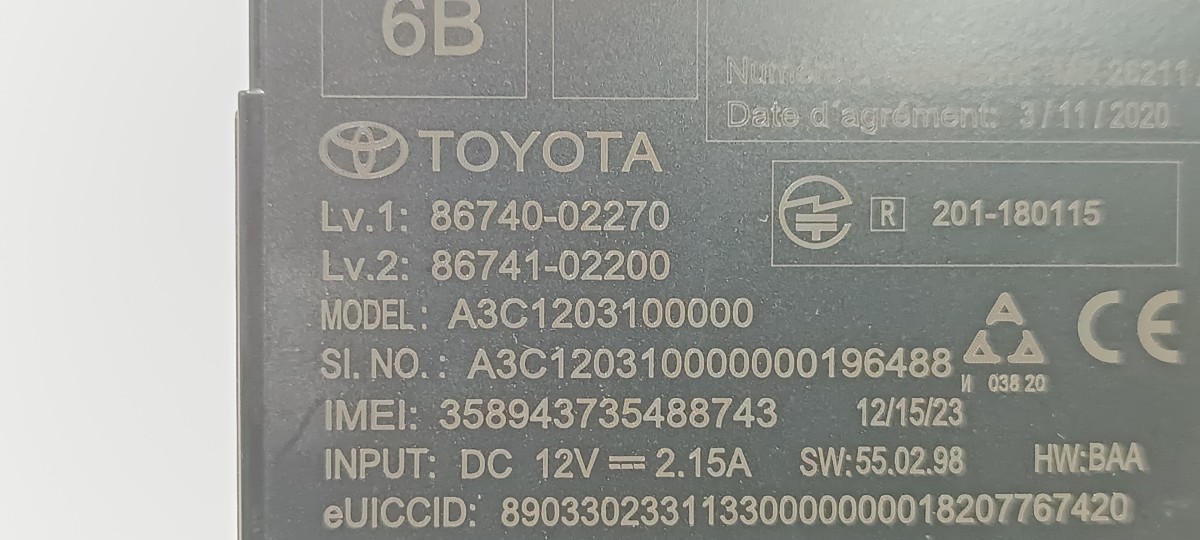 6B
Date d'agrément: 3/11/2020
TOYOTA
R 201-180115
Lv.1: 86740-02270
Lv.2: 86741-02200
MODEL: A3C1203100000
SI. NO.: A3C1203100000000196488
И 038 20
CE
IMEI: 358943735488743 12/15/23
INPUT: DC 12V 2.15A SW:55.02.98 HW:BAA
eUICCID: 89033023311330000000018207767420